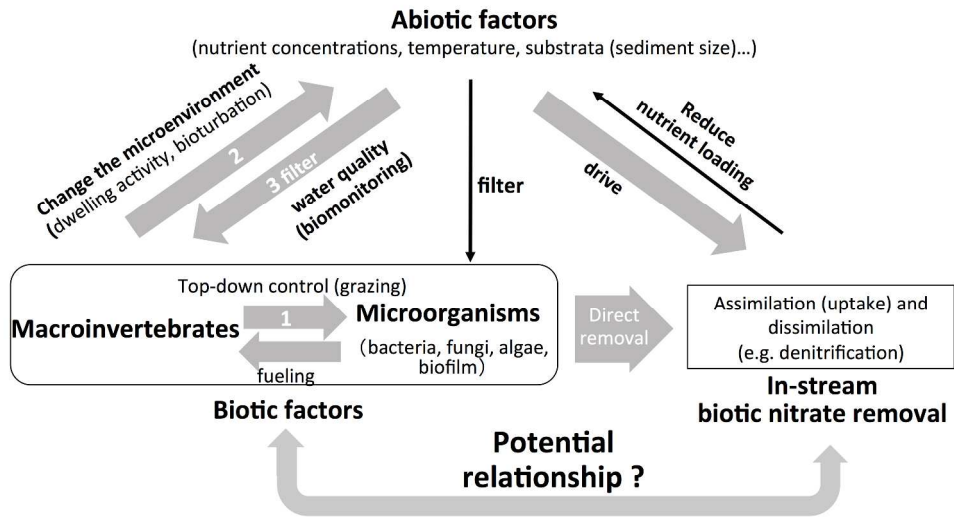 Abiotic factors
(nutrient concentrations, temperature, substrata (sediment size)...)
Change the microenvironment
(dwelling activity, bioturbation)
2
3 filter
water quality
(biomonitoring)
filter
drive
Reduce
nutrient loading
Top-down control (grazing)
Macroinvertebrates
1
Microorganisms
(bacteria, fungi, algae,
biofilm)
fueling
Biotic factors
Direct
removal
Assimilation (uptake) and
dissimilation
(e.g. denitrification)
In-stream
biotic nitrate removal
Potential
relationship ?